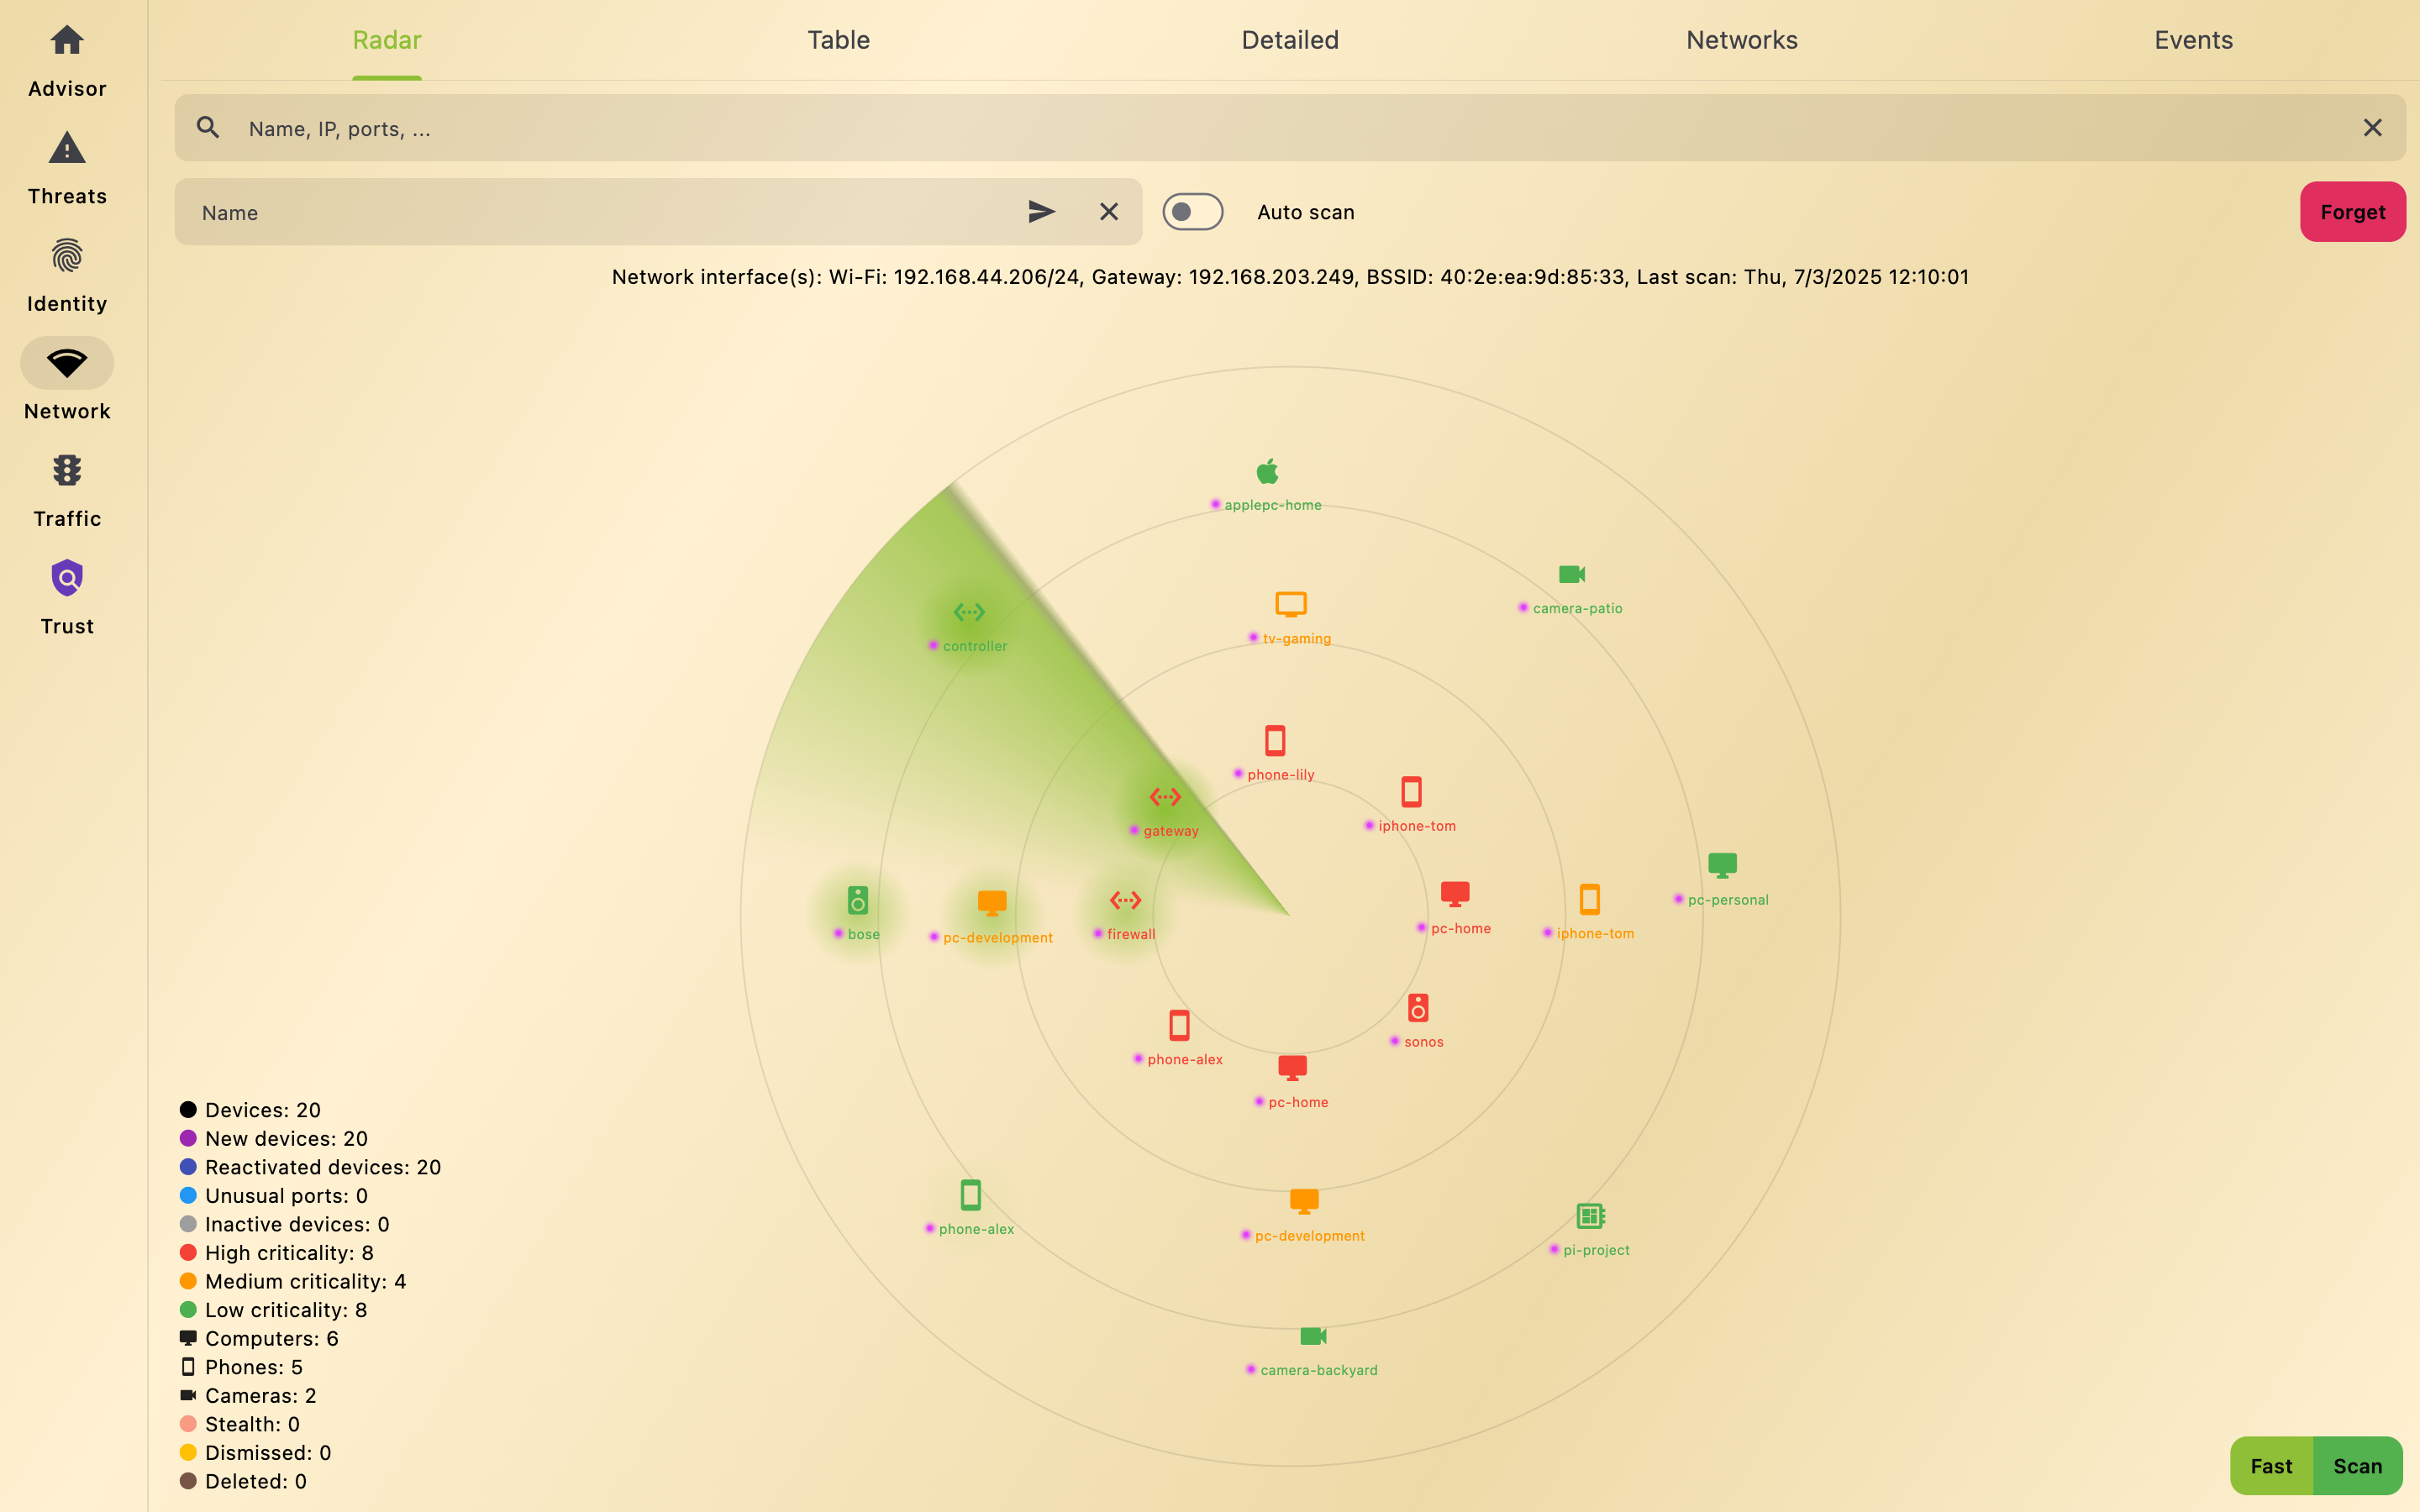 Advisor
Threats
Identity
Network
Traffic
Trust
Radar
Table
Detailed
Networks
Events
Name, IP, ports, ...
Name
Auto scan
Forget
Network interface(s): Wi-Fi: 192.168.44.206/24, Gateway: 192.168.203.249, BSSID: 40:2e:ea:9d:85:33, Last scan: Thu, 7/3/2025 12:10:01
applepc-home
camera-patio
tv-gaming
controller
phone-lily
iphone-tom
gateway
pc-personal
pc-home
iphone-tom
bose
pc-development
firewall
sonos
phone-alex
pc-home
phone-alex
pc-development
pi-project
camera-backyard
Devices: 20
New devices: 20
Reactivated devices: 20
Unusual ports: 0
Inactive devices: 0
High criticality: 8
Medium criticality: 4
Low criticality: 8
Computers: 6
Phones: 5
Cameras: 2
Stealth: 0
Dismissed: 0
Deleted: 0
Fast
Scan